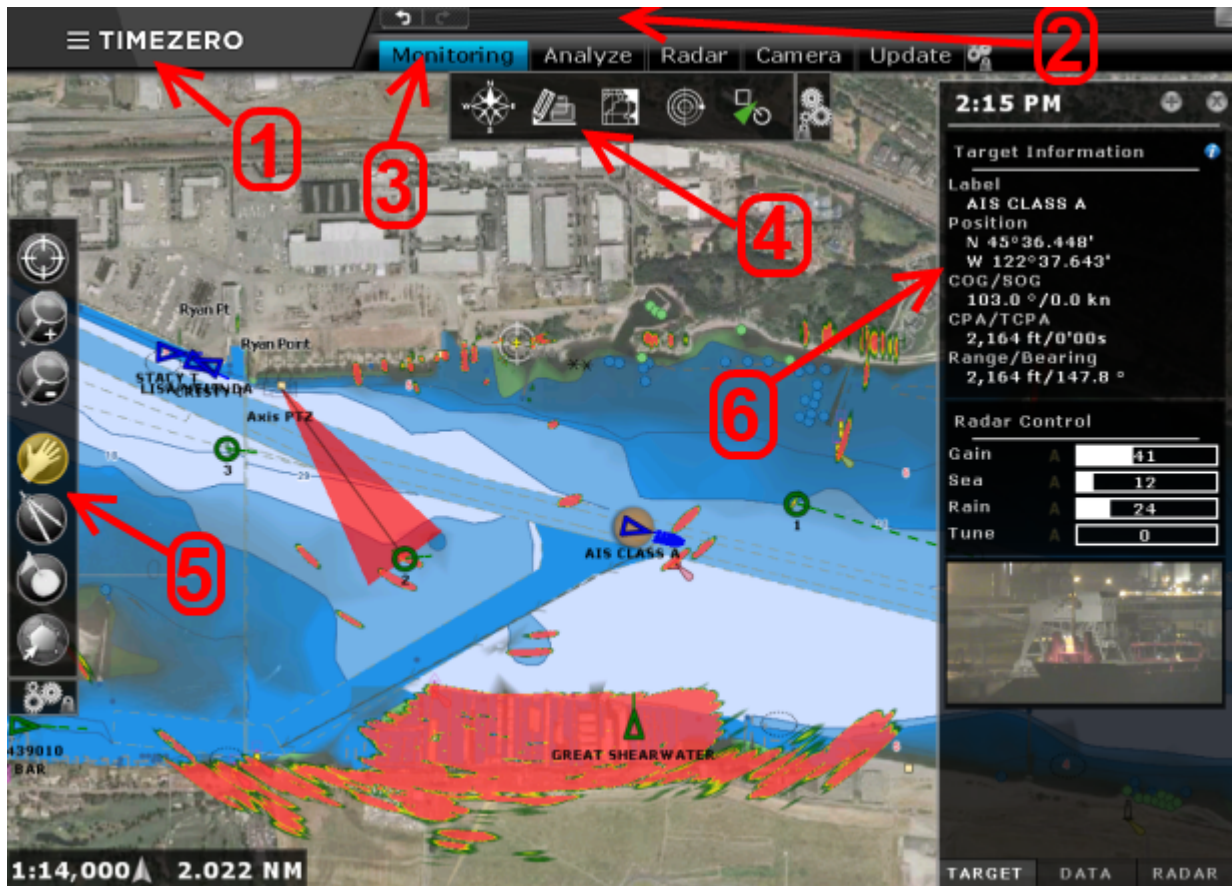 ≡ TIMEZERO
Monitoring Analyze Radar Camera Update
1
2
3
4
5
6
2:15 PM
Target Information
Label
AIS CLASS A
Position
N 45°36.448'
W 122°37.643'
COG/SOG
103.0 °/0.0 kn
CPA/TCPA
2,164 ft/0'00s
Range/Bearing
2,164 ft/147.8 °
Radar Control
Gain A 41
Sea A 12
Rain A 24
Tune A 0
Ryan Pt
Ryan Point
STACY T
Axis PTZ
3
2
1
AIS CLASS A
GREAT SHEARWATER
439010
BAR
1:14,000 2.022 NM
TARGET DATA RADAR